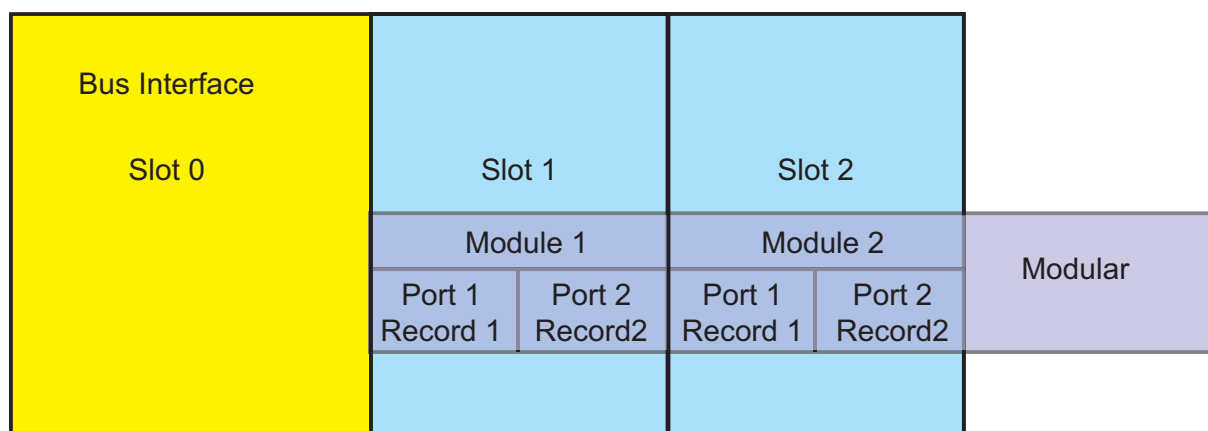 Bus Interface
Slot 0
Slot 1
Slot 2
Module 1
Module 2
Modular
Port 1
Record 1
Port 2
Record2
Port 1
Record 1
Port 2
Record2